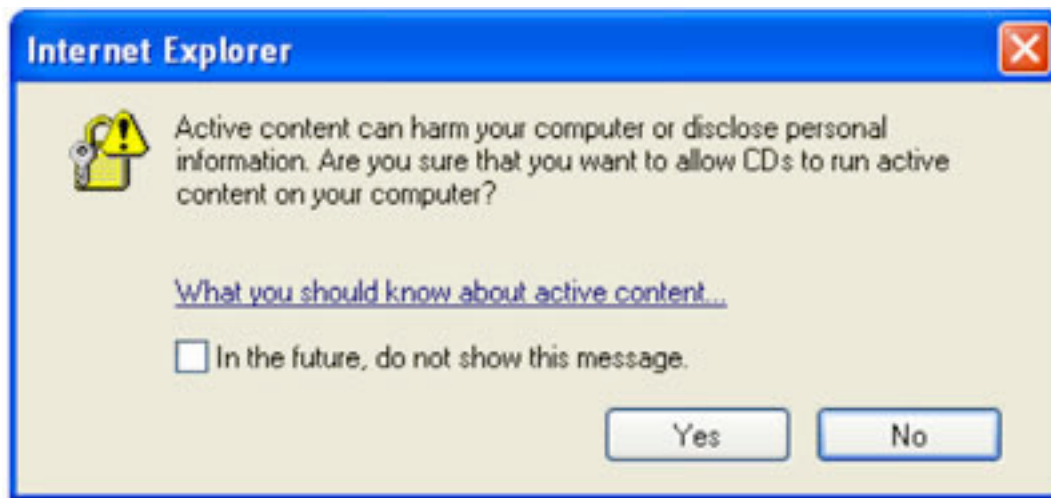 Internet Explorer
Active content can harm your computer or disclose personal
information. Are you sure that you want to allow CDs to run active
content on your computer?
What you should know about active content...
In the future, do not show this message.
Yes No